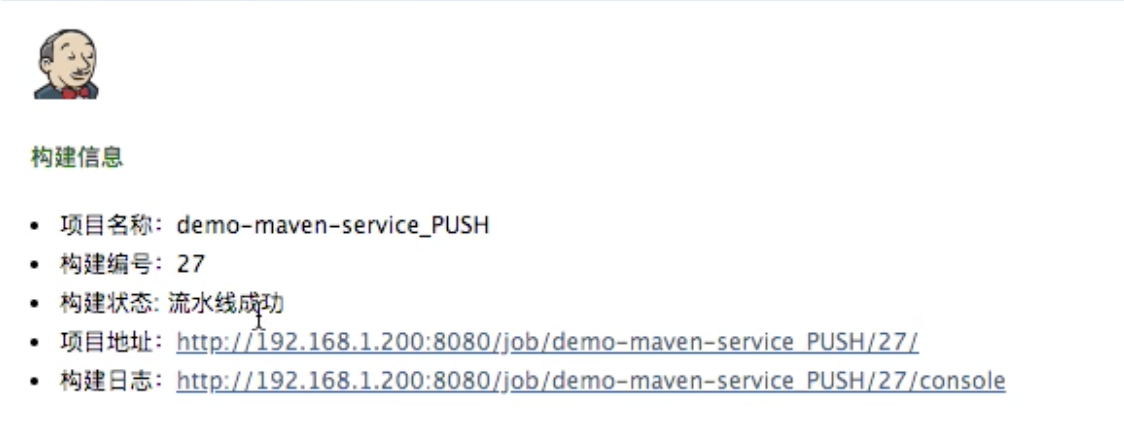 构建信息
项目名称：demo-maven-service_PUSH
构建编号：27
构建状态: 流水线成功
项目地址：http://192.168.1.200:8080/job/demo-maven-service_PUSH/27/
构建日志：http://192.168.1.200:8080/job/demo-maven-service_PUSH/27/console